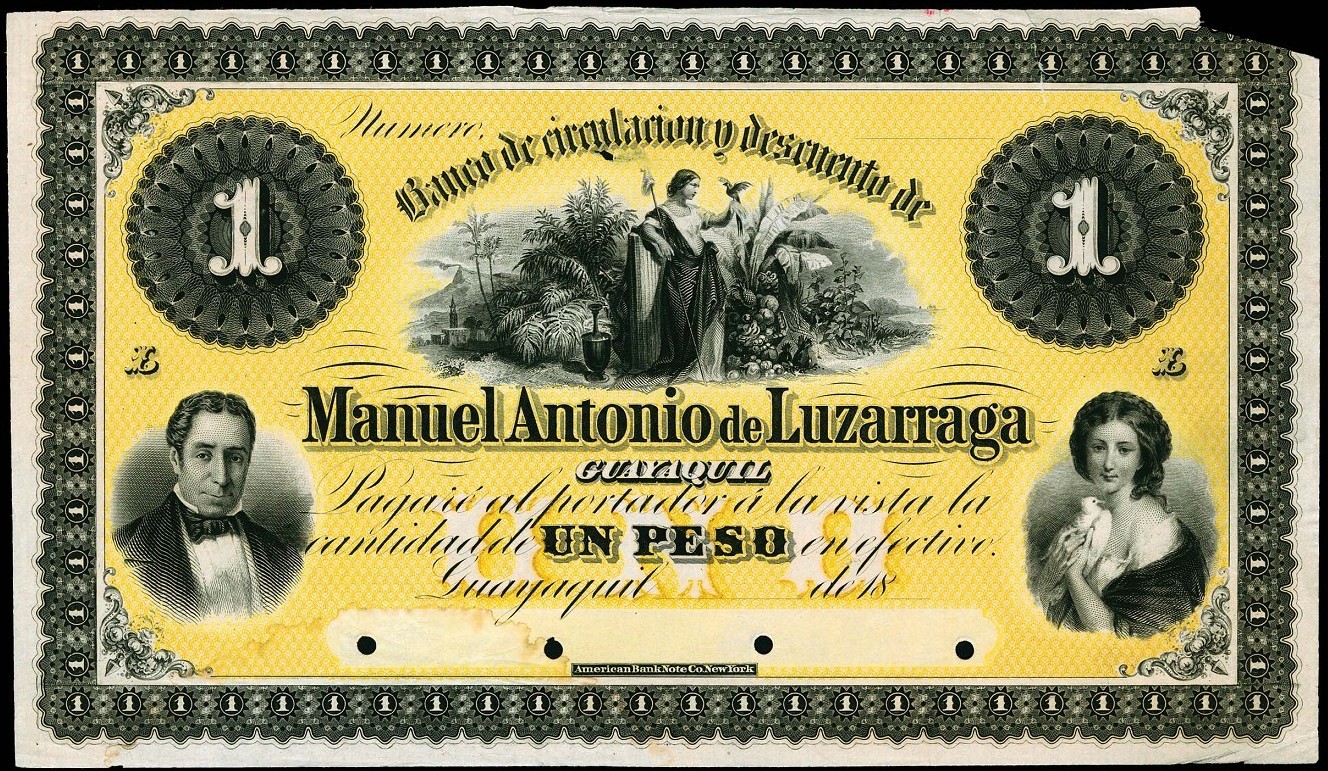 Numero,
Banco de circulacion y descuento de
1 1
Manuel Antonio de Luzarraga
GUAYAQUIL
Pagaré al portador á la vista la
cantidad de UN PESO en efectivo.
Guayaquil de 18
American Bank Note Co. New York